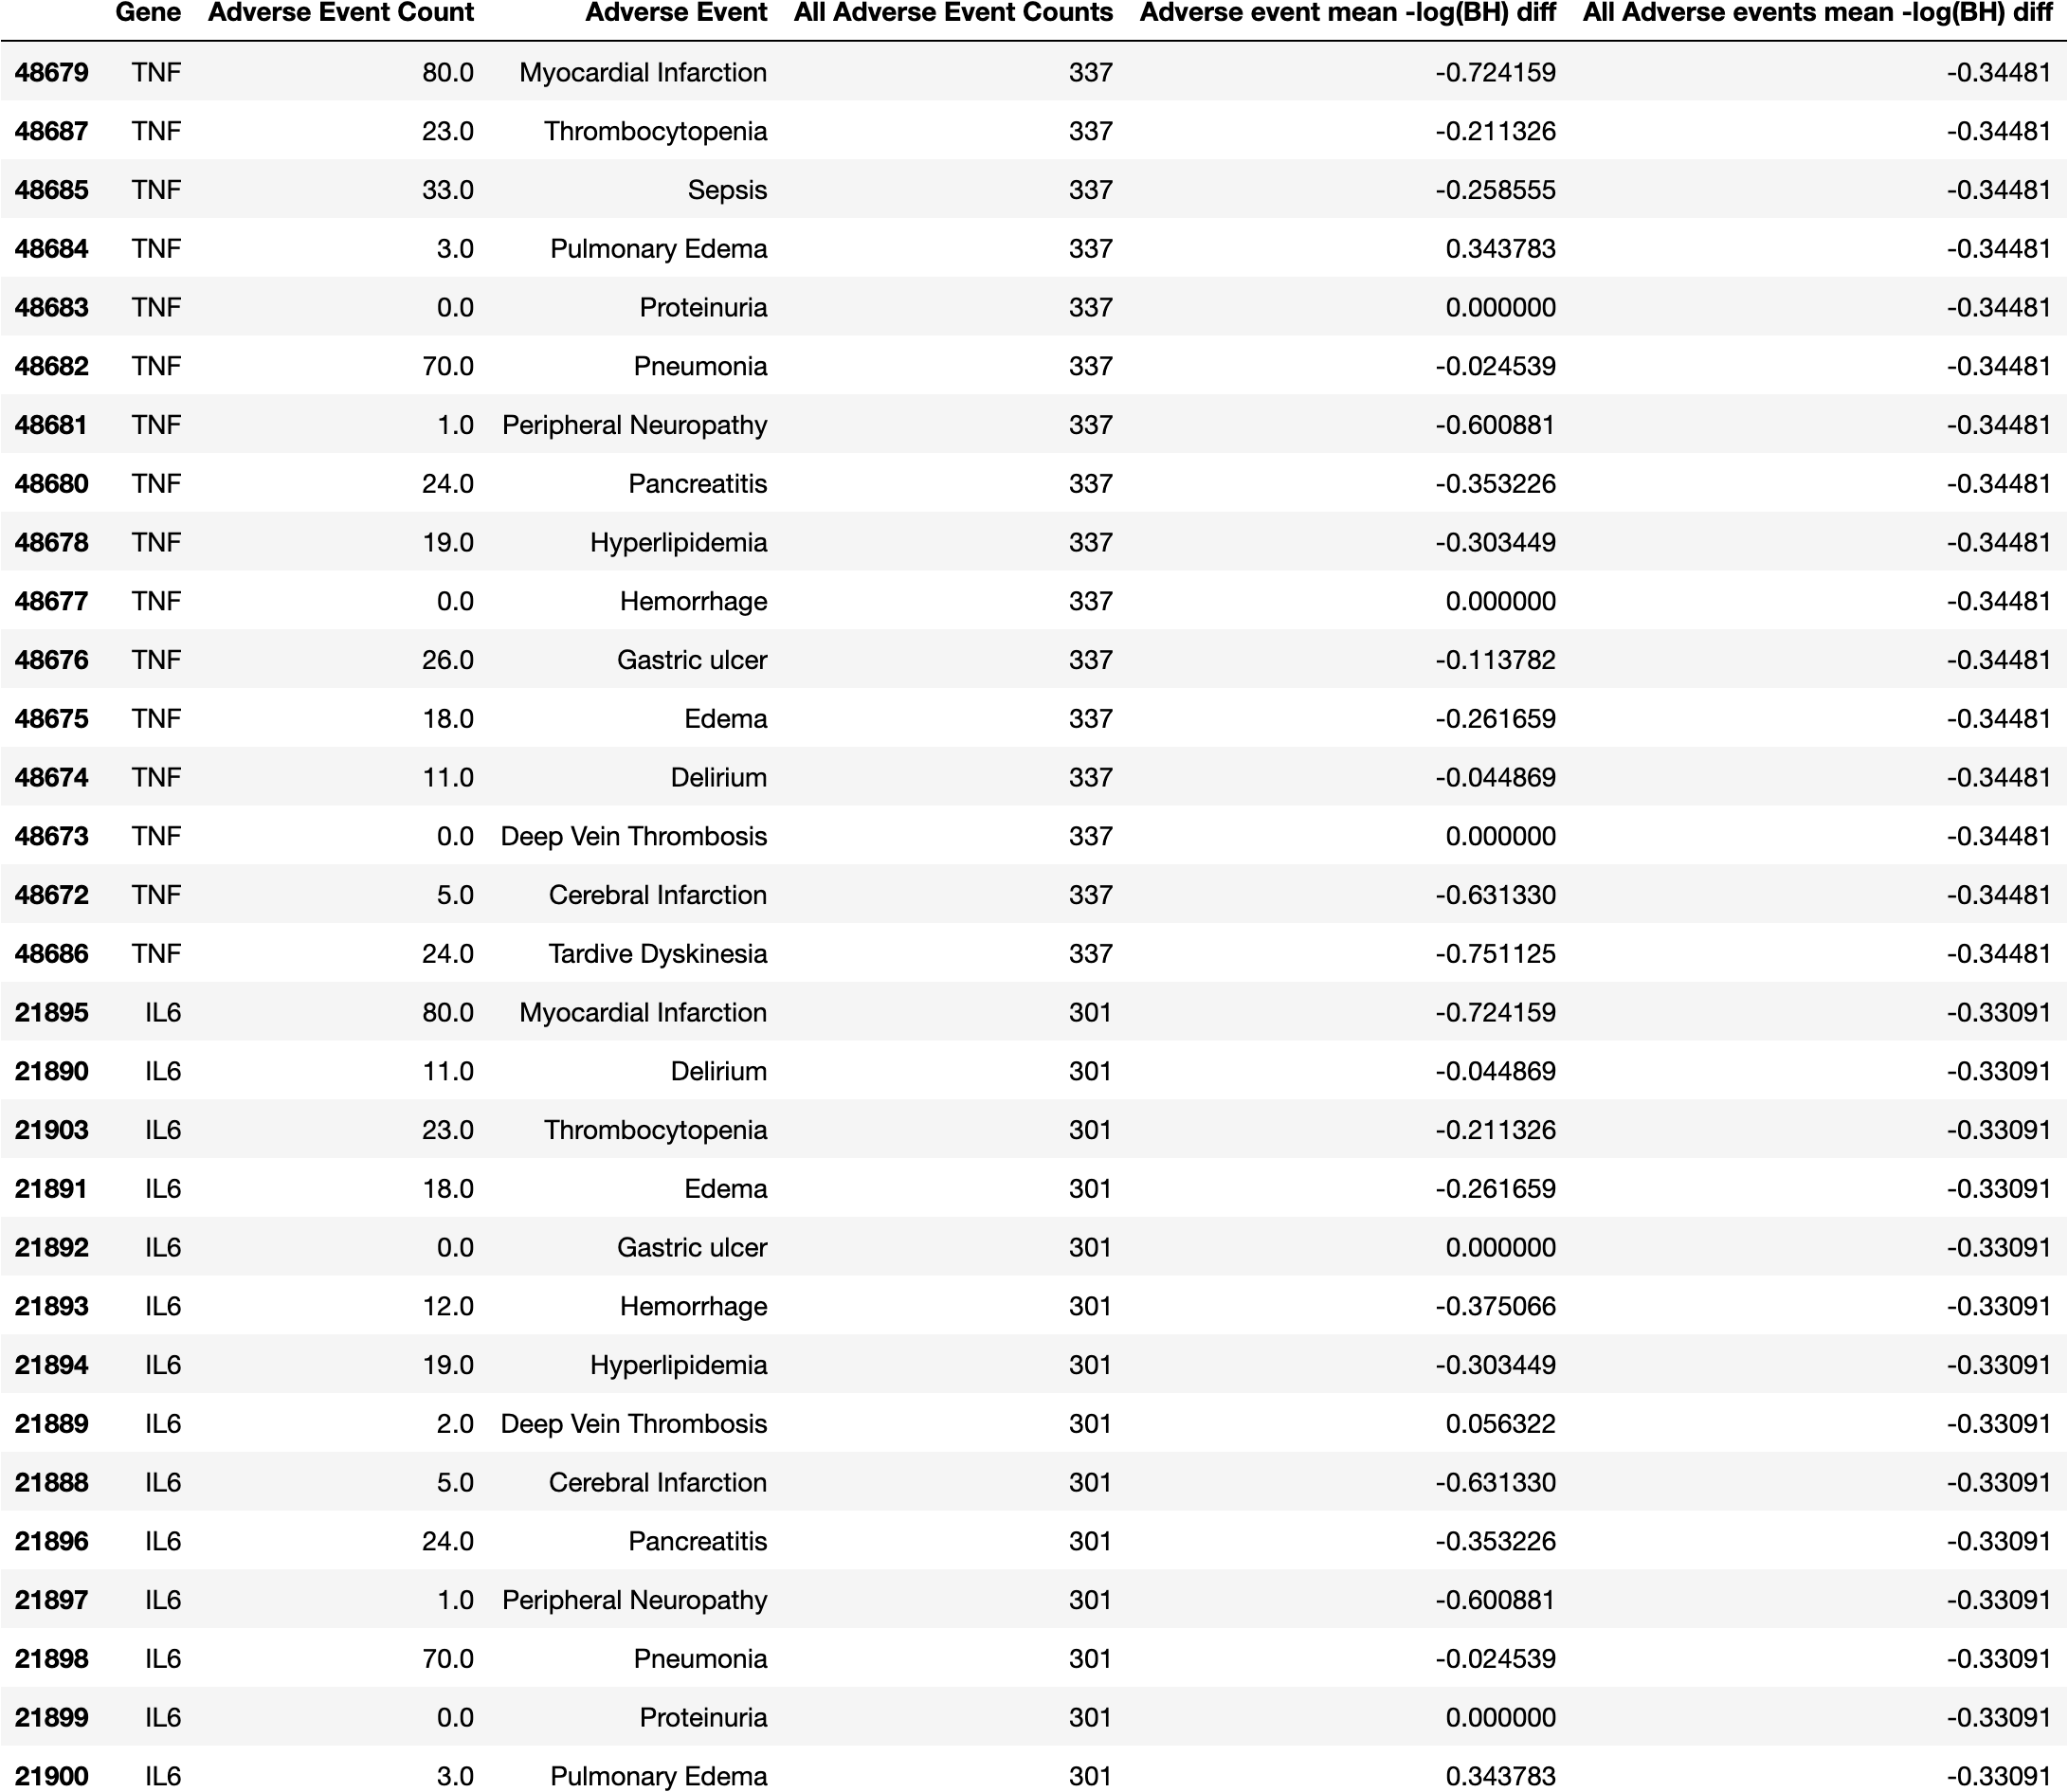 Gene Adverse Event Count Adverse Event All Adverse Event Counts Adverse event mean -log(BH) diff All Adverse events mean -log(BH) diff
48679 TNF 80.0 Myocardial Infarction 337 -0.724159 -0.34481
48687 TNF 23.0 Thrombocytopenia 337 -0.211326 -0.34481
48685 TNF 33.0 Sepsis 337 -0.258555 -0.34481
48684 TNF 3.0 Pulmonary Edema 337 0.343783 -0.34481
48683 TNF 0.0 Proteinuria 337 0.000000 -0.34481
48682 TNF 70.0 Pneumonia 337 -0.024539 -0.34481
48681 TNF 1.0 Peripheral Neuropathy 337 -0.600881 -0.34481
48680 TNF 24.0 Pancreatitis 337 -0.353226 -0.34481
48678 TNF 19.0 Hyperlipidemia 337 -0.303449 -0.34481
48677 TNF 0.0 Hemorrhage 337 0.000000 -0.34481
48676 TNF 26.0 Gastric ulcer 337 -0.113782 -0.34481
48675 TNF 18.0 Edema 337 -0.261659 -0.34481
48674 TNF 11.0 Delirium 337 -0.044869 -0.34481
48673 TNF 0.0 Deep Vein Thrombosis 337 0.000000 -0.34481
48672 TNF 5.0 Cerebral Infarction 337 -0.631330 -0.34481
48686 TNF 24.0 Tardive Dyskinesia 337 -0.751125 -0.34481
21895 IL6 80.0 Myocardial Infarction 301 -0.724159 -0.33091
21890 IL6 11.0 Delirium 301 -0.044869 -0.33091
21903 IL6 23.0 Thrombocytopenia 301 -0.211326 -0.33091
21891 IL6 18.0 Edema 301 -0.261659 -0.33091
21892 IL6 0.0 Gastric ulcer 301 0.000000 -0.33091
21893 IL6 12.0 Hemorrhage 301 -0.375066 -0.33091
21894 IL6 19.0 Hyperlipidemia 301 -0.303449 -0.33091
21889 IL6 2.0 Deep Vein Thrombosis 301 0.056322 -0.33091
21888 IL6 5.0 Cerebral Infarction 301 -0.631330 -0.33091
21896 IL6 24.0 Pancreatitis 301 -0.353226 -0.33091
21897 IL6 1.0 Peripheral Neuropathy 301 -0.600881 -0.33091
21898 IL6 70.0 Pneumonia 301 -0.024539 -0.33091
21899 IL6 0.0 Proteinuria 301 0.000000 -0.33091
21900 IL6 3.0 Pulmonary Edema 301 0.343783 -0.33091